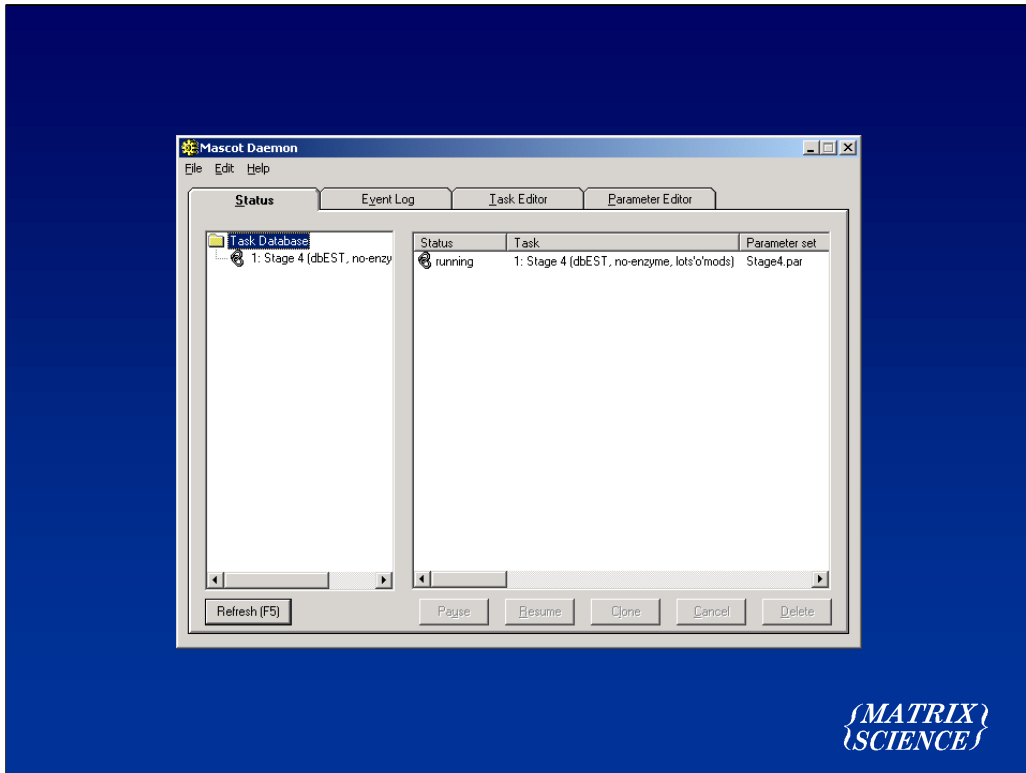 Mascot Daemon
File Edit Help
Status Event Log Task Editor Parameter Editor
Task Database
1: Stage 4 (dbEST, no-enzy
Status Task Parameter set
running 1: Stage 4 (dbEST, no-enzyme, lots'o'mods) Stage4.par
Refresh (F5) Pause Resume Clone Cancel Delete
{MATRIX}
{SCIENCE}